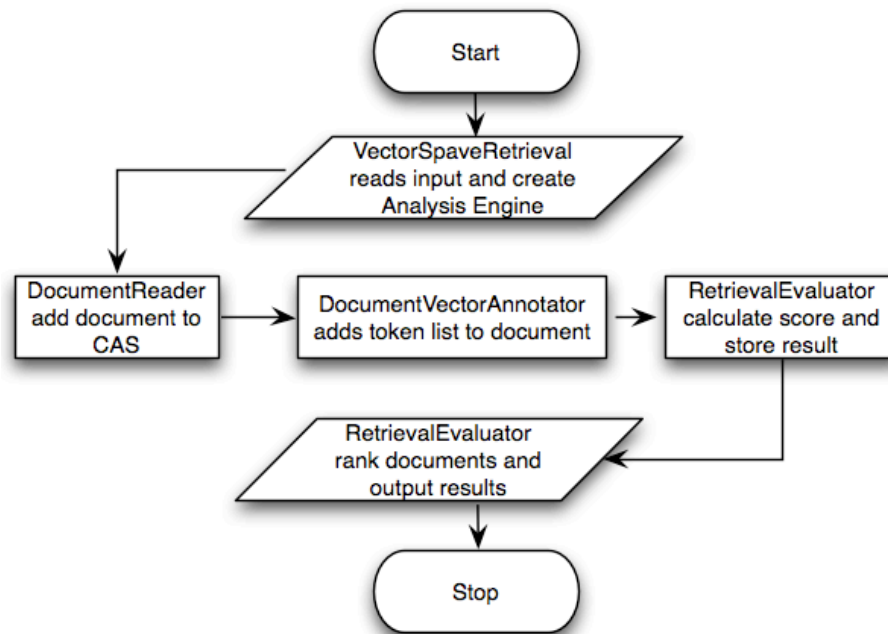 Start
VectorSpaveRetrieval
reads input and create
Analysis Engine
DocumentReader
add document to
CAS
DocumentVectorAnnotator
adds token list to document
RetrievalEvaluator
calculate score and
store result
RetrievalEvaluator
rank documents and
output results
Stop